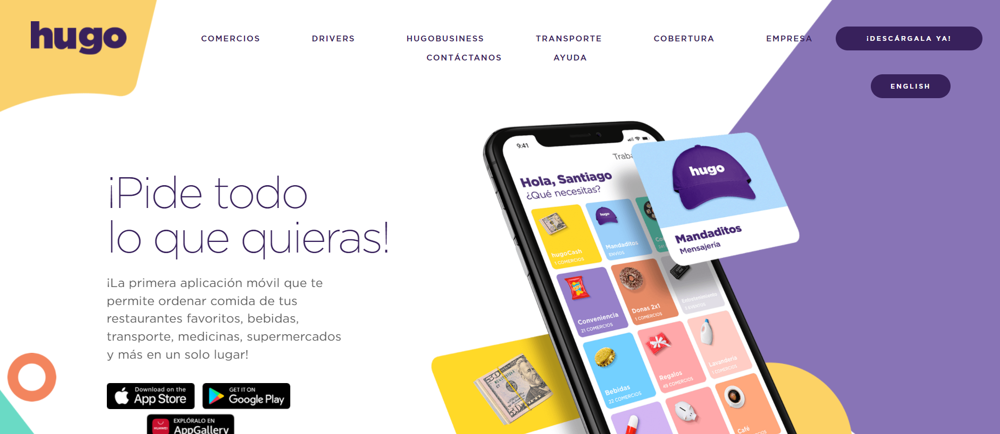 hugo
COMERCIOS
DRIVERS
HUGOBUSINESS
TRANSPORTE
COBERTURA
EMPRESA
CONTÁCTANOS
AYUDA
¡DESCÁRGALA YA!
ENGLISH
¡Pide todo
lo que quieras!
¡La primera aplicación móvil que te
permite ordenar comida de tus
restaurantes favoritos, bebidas,
transporte, medicinas, supermercados
y más en un solo lugar!
Download on the
App Store
GET IT ON
Google Play
HUAWEI
EXPLÓRALO EN
AppGallery
9:41
Hola, Santiago
¿Qué necesitas?
hugoCash
1 COMERCIOS
hugo
Mandaditos
ENVÍOS
241
hugo
Mandaditos
Mensajería
Conveniencia
21 COMERCIOS
Donas 2x1
1 COMERCIOS
Entretenimiento
3 EVENTOS
Bebidas
22 COMERCIOS
Regalos
49 COMERCIOS
Lavandería
1 COMERCIOS
Café